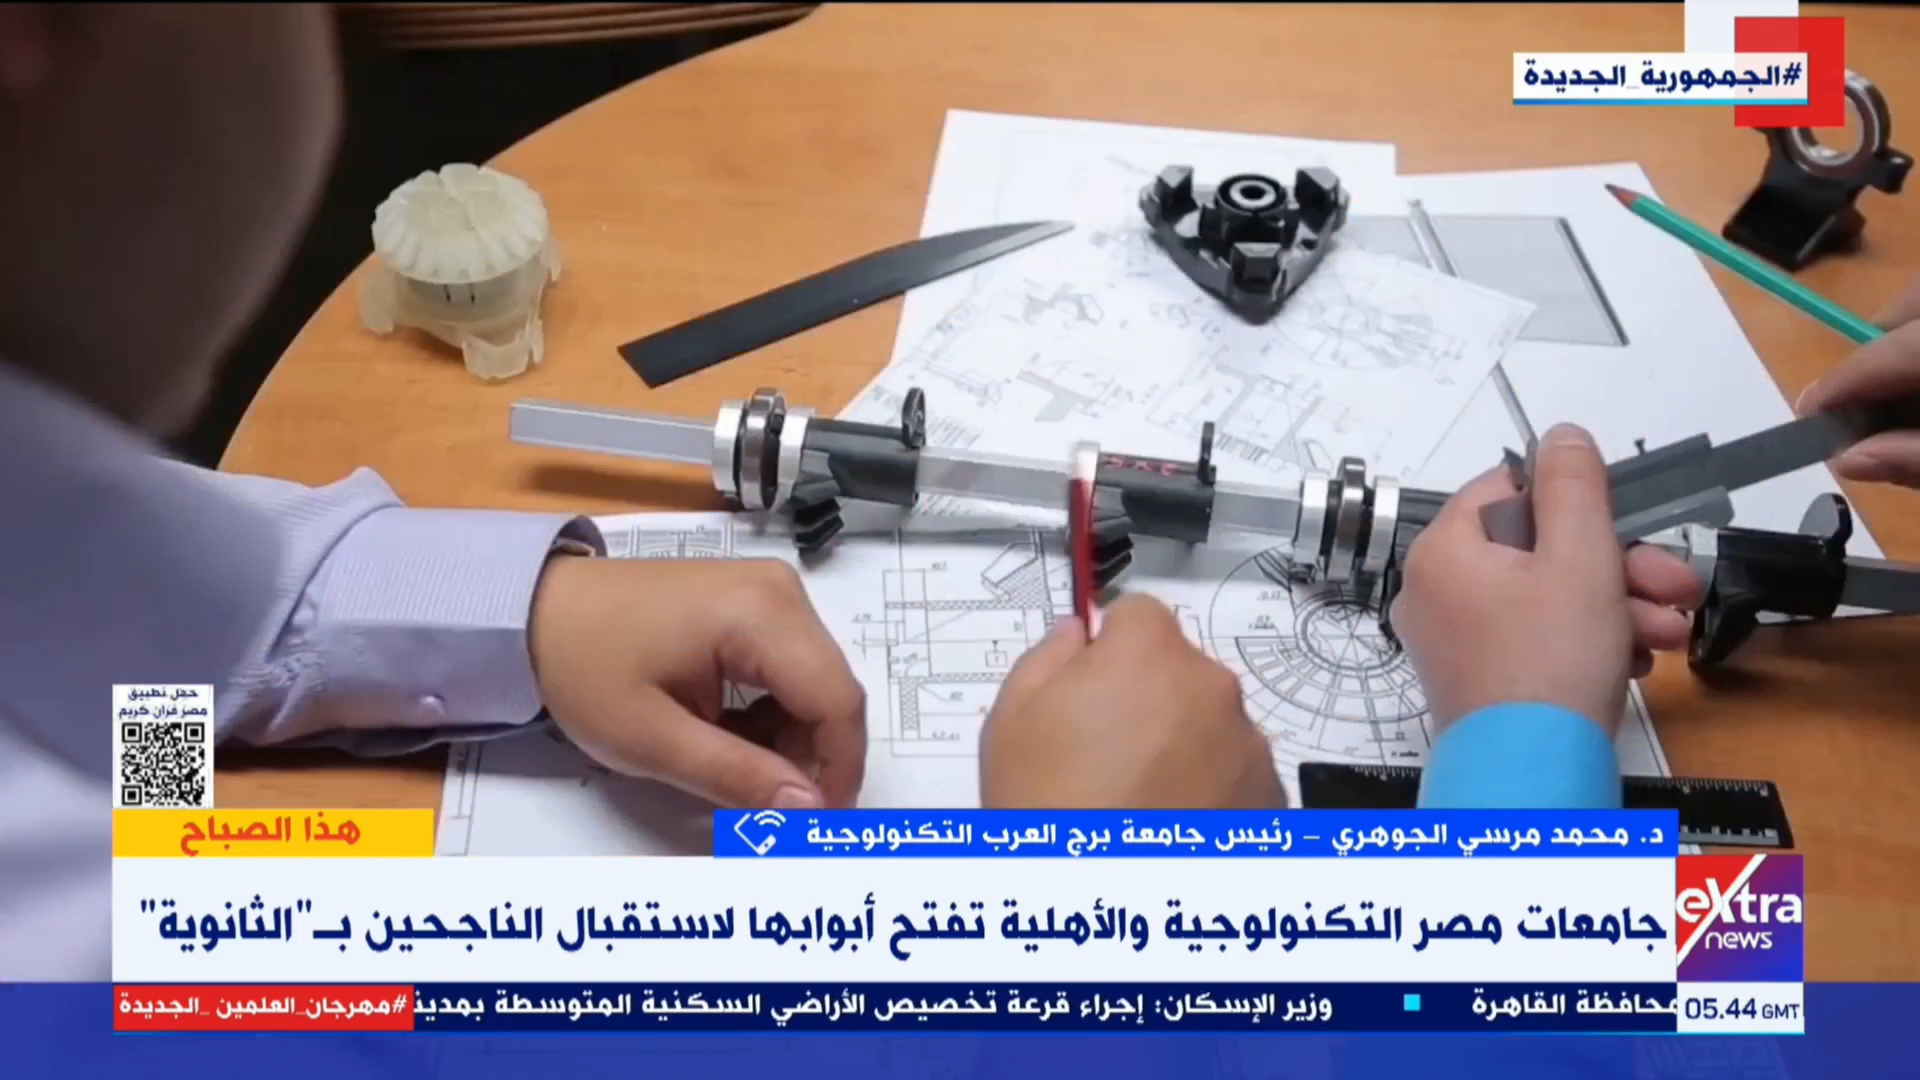 #الجمهورية_الجديدة
حمل تطبيق
مصر قرآن كريم
هذا الصباح
د. محمد مرسي الجوهري – رئيس جامعة برج العرب التكنولوجية
جامعات مصر التكنولوجية والأهلية تفتح أبوابها لاستقبال الناجحين بـ"الثانوية"
eXtra
news
محافظة القاهرة
وزير الإسكان: إجراء قرعة تخصيص الأراضي السكنية المتوسطة
#مهرجان_العلمين_الجديدة
05.44 GMT